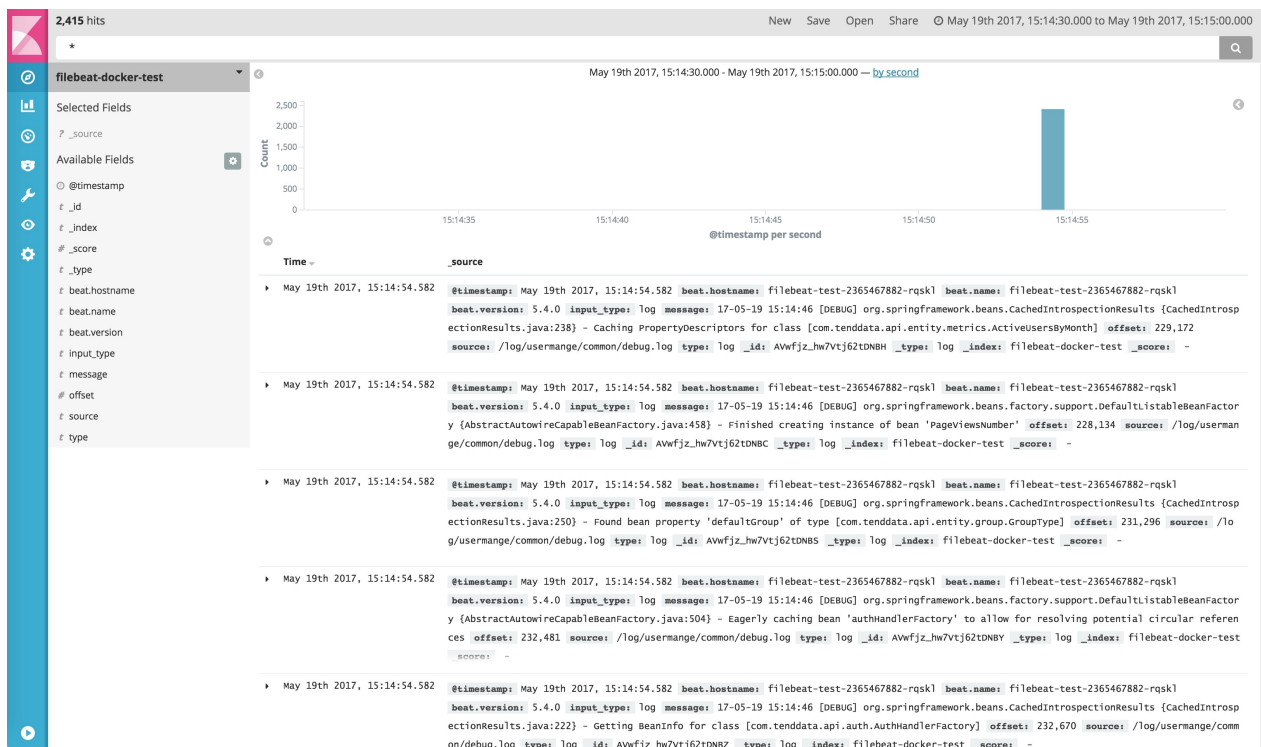 2,415 hits
New Save Open Share May 19th 2017, 15:14:30.000 to May 19th 2017, 15:15:00.000
*
filebeat-docker-test
Selected Fields
? _source
Available Fields
@timestamp
t _id
t _index
# _score
t _type
t beat.hostname
t beat.name
t beat.version
t input_type
t message
# offset
t source
t type
May 19th 2017, 15:14:30.000 - May 19th 2017, 15:15:00.000 — by second
2,500
2,000
1,500
1,000
500
0
Count
15:14:35 15:14:40 15:14:45 15:14:50 15:14:55
@timestamp per second
Time _source
May 19th 2017, 15:14:54.582 @timestamp: May 19th 2017, 15:14:54.582 beat.hostname: filebeat-test-2365467882-rqskl beat.name: filebeat-test-2365467882-rqskl
beat.version: 5.4.0 input_type: log message: 17-05-19 15:14:46 [DEBUG] org.springframework.beans.CachedIntrospectionResults {CachedIntrosp
ectionResults.java:238} - Caching PropertyDescriptors for class [com.tenddata.api.entity.metrics.ActiveUsersByMonth] offset: 229,172
source: /log/usermange/common/debug.log type: log _id: AVwfjz_hw7Vtj62tDNBH _type: log _index: filebeat-docker-test _score: -
May 19th 2017, 15:14:54.582 @timestamp: May 19th 2017, 15:14:54.582 beat.hostname: filebeat-test-2365467882-rqskl beat.name: filebeat-test-2365467882-rqskl
beat.version: 5.4.0 input_type: log message: 17-05-19 15:14:46 [DEBUG] org.springframework.beans.factory.support.DefaultListableBeanFactor
y {AbstractAutowireCapableBeanFactory.java:458} - Finished creating instance of bean 'PageViewsNumber' offset: 228,134 source: /log/userman
ge/common/debug.log type: log _id: AVwfjz_hw7Vtj62tDNBC _type: log _index: filebeat-docker-test _score: -
May 19th 2017, 15:14:54.582 @timestamp: May 19th 2017, 15:14:54.582 beat.hostname: filebeat-test-2365467882-rqskl beat.name: filebeat-test-2365467882-rqskl
beat.version: 5.4.0 input_type: log message: 17-05-19 15:14:46 [DEBUG] org.springframework.beans.CachedIntrospectionResults {CachedIntrosp
ectionResults.java:250} - Found bean property 'defaultGroup' of type [com.tenddata.api.entity.group.GroupType] offset: 231,296 source: /lo
g/usermange/common/debug.log type: log _id: AVwfjz_hw7Vtj62tDNBS _type: log _index: filebeat-docker-test _score: -
May 19th 2017, 15:14:54.582 @timestamp: May 19th 2017, 15:14:54.582 beat.hostname: filebeat-test-2365467882-rqskl beat.name: filebeat-test-2365467882-rqskl
beat.version: 5.4.0 input_type: log message: 17-05-19 15:14:46 [DEBUG] org.springframework.beans.factory.support.DefaultListableBeanFactor
y {AbstractAutowireCapableBeanFactory.java:504} - Eagerly caching bean 'authHandlerFactory' to allow for resolving potential circular referen
ces offset: 232,481 source: /log/usermange/common/debug.log type: log _id: AVwfjz_hw7Vtj62tDNBY _type: log _index: filebeat-docker-test
_score: -
May 19th 2017, 15:14:54.582 @timestamp: May 19th 2017, 15:14:54.582 beat.hostname: filebeat-test-2365467882-rqskl beat.name: filebeat-test-2365467882-rqskl
beat.version: 5.4.0 input_type: log message: 17-05-19 15:14:46 [DEBUG] org.springframework.beans.CachedIntrospectionResults {CachedIntrosp
ectionResults.java:222} - Getting BeanInfo for class [com.tenddata.api.auth.AuthHandlerFactory] offset: 232,670 source: /log/usermange/comm
on/debug.log type: log _id: AVwfjz_hw7Vtj62tDNBZ _type: log _index: filebeat-docker-test _score: -